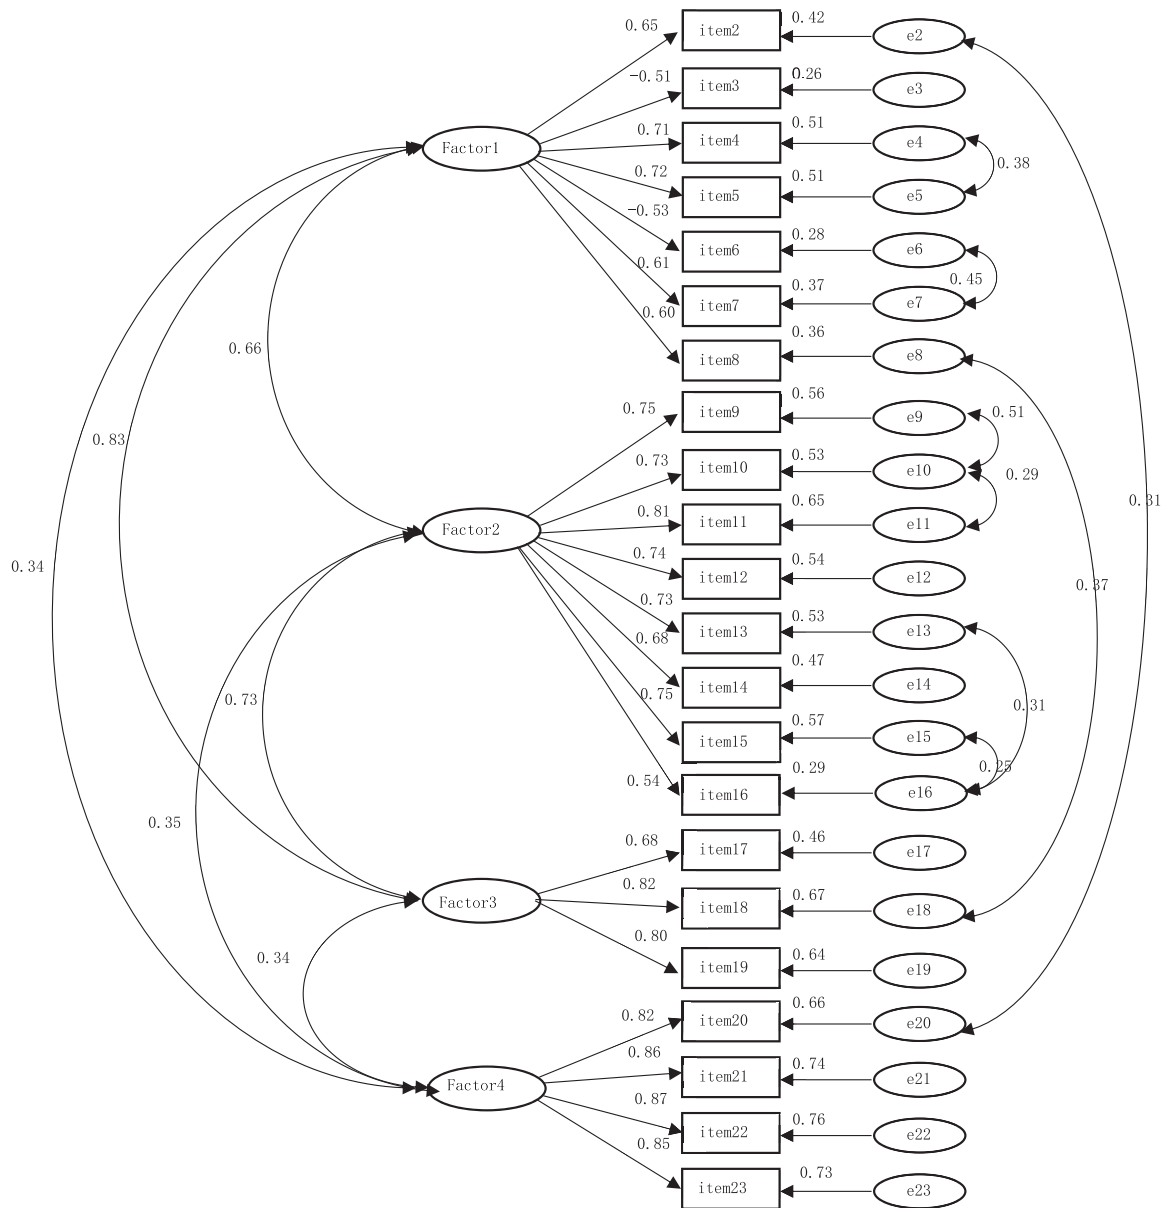 0.65 item2 0.42 e2
-0.51 item3 0.26 e3
Factor1 0.71 item4 0.51 e4
0.38
0.72 item5 0.51 e5
-0.53 item6 0.28 e6
0.61 item7 0.37 0.45 e7
0.60 item8 0.36 e8
0.66
0.75 item9 0.56 e9
0.51
0.83 0.73 item10 0.53 e10
0.29
Factor2 0.81 item11 0.65 e11
0.31
0.34 0.74 item12 0.54 e12
0.37
0.73 item13 0.53 e13
0.68 item14 0.47 e14
0.73 0.75 0.31
item15 0.57 e15
0.25
0.54 item16 0.29 e16
0.35 0.68 item17 0.46 e17
Factor3 0.82 item18 0.67 e18
0.34 0.80 item19 0.64 e19
0.82 item20 0.66 e20
Factor4 0.86 item21 0.74 e21
0.87 item22 0.76 e22
0.85 item23 0.73 e23